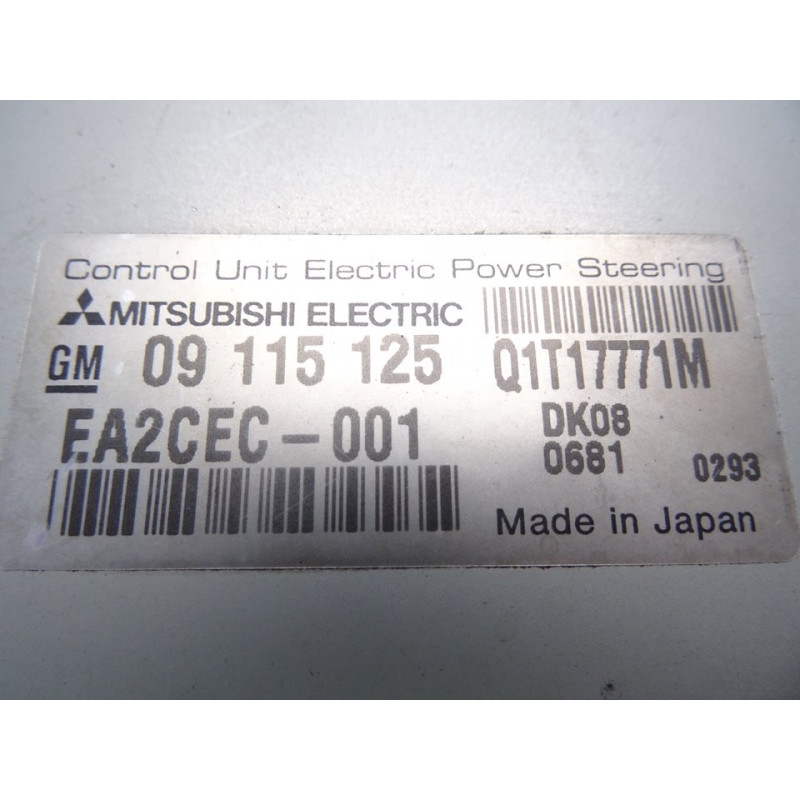 Control Unit Electric Power Steering
MITSUBISHI ELECTRIC
GM 09 115 125 Q1T17771M
EA2CEC-001 DK08
0681 0293
Made in Japan